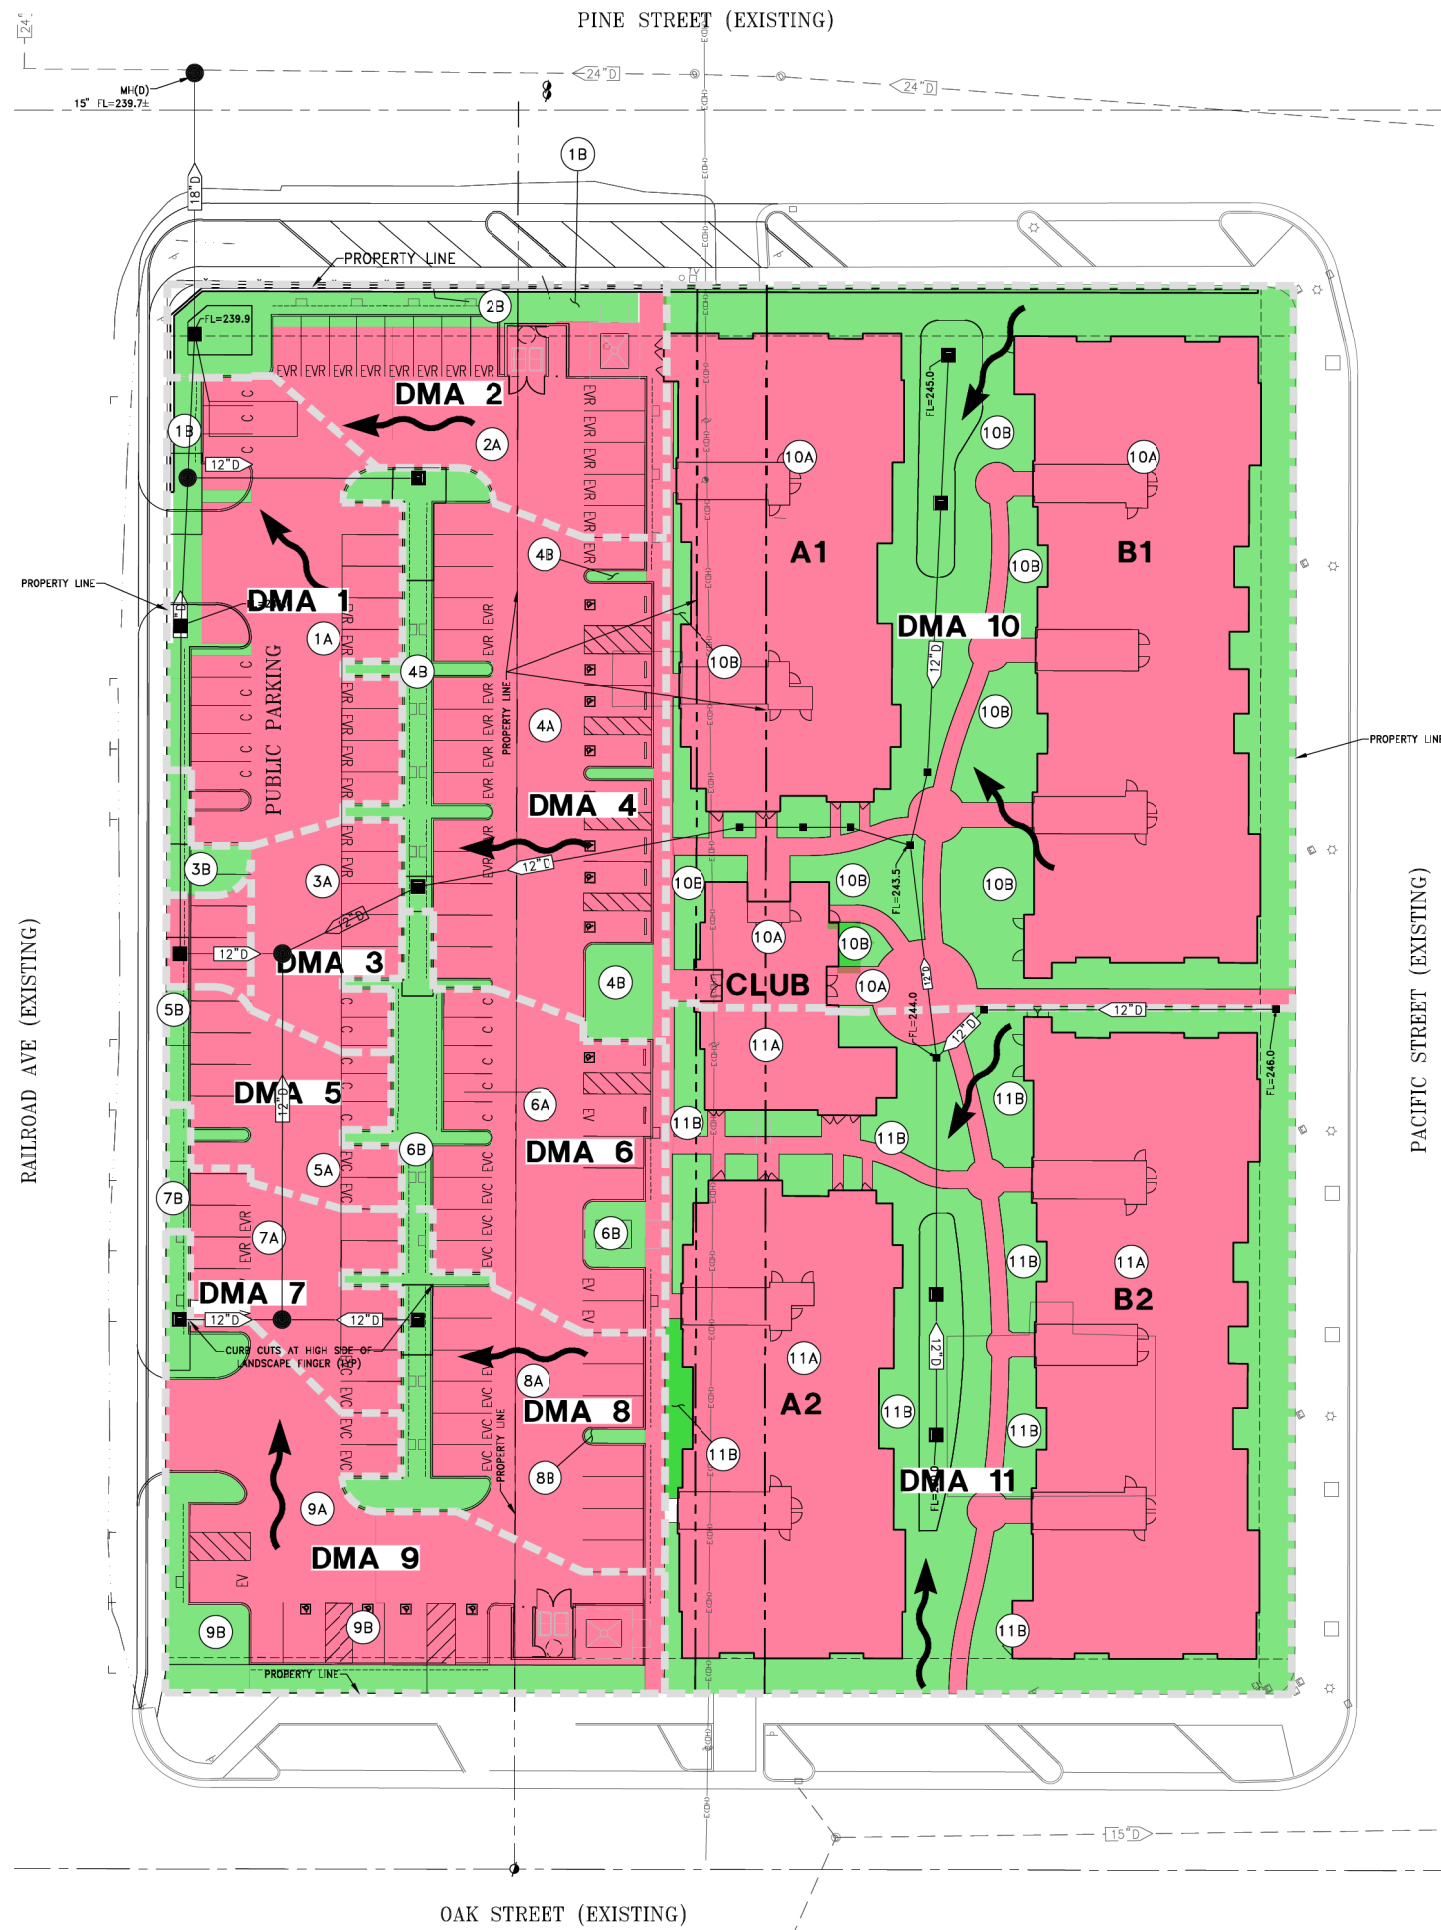 PINE STREET (EXISTING)
24"
24"D
24"D
MH(D)
15" FL=239.7±
18"D
1B
PROPERTY LINE
TV
2B
FL=239.9
EVR EVR EVR EVR EVR EVR EVR EVR
DMA 2
2A
1B
12"D
FL=245.0
10B
10A
10A
A1
B1
4B
10B
PROPERTY LINE
DMA 1
1A
PUBLIC PARKING
4B
10B
DMA 10
12"D
PROPERTY LINE
4A
10B
PROPERTY LINE
DMA 4
12"D
3B
3A
10B
10B
10B
FL=243.5
12"D
10A
10B
12"D
DMA 3
4B
CLUB
10A
12"D
5B
FL=244.0
12"D
12"D
11A
FL=246.0
DMA 5
12"D
6A
11B
11B
11B
DMA 6
6B
5A
7B
7A
6B
11B
11A
B2
DMA 7
12"D
12"D
12"D
CURB CUTS AT HIGH SIDE OF
LANDSCAPE FINGER (TYP)
8A
11A
A2
DMA 8
11B
11B
PROPERTY LINE
8B
11B
DMA 11
9A
DMA 9
EV
9B
9B
11B
PROPERTY LINE
RAILROAD AVE (EXISTING)
PACIFIC STREET (EXISTING)
15"D
OAK STREET (EXISTING)